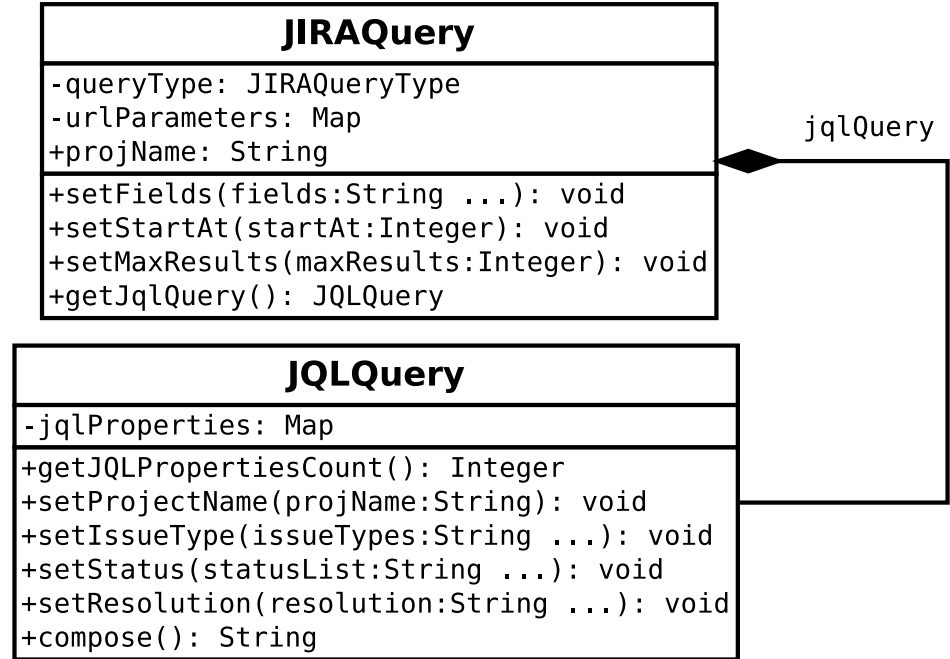 JIRAQuery
-queryType: JIRAQueryType
-urlParameters: Map
+projName: String
jqlQuery
+setFields(fields:String ...): void
+setStartAt(startAt:Integer): void
+setMaxResults(maxResults:Integer): void
+getJqlQuery(): JQLQuery
JQLQuery
-jqlProperties: Map
+getJQLPropertiesCount(): Integer
+setProjectName(projName:String): void
+setIssueType(issueTypes:String ...): void
+setStatus(statusList:String ...): void
+setResolution(resolution:String ...): void
+compose(): String